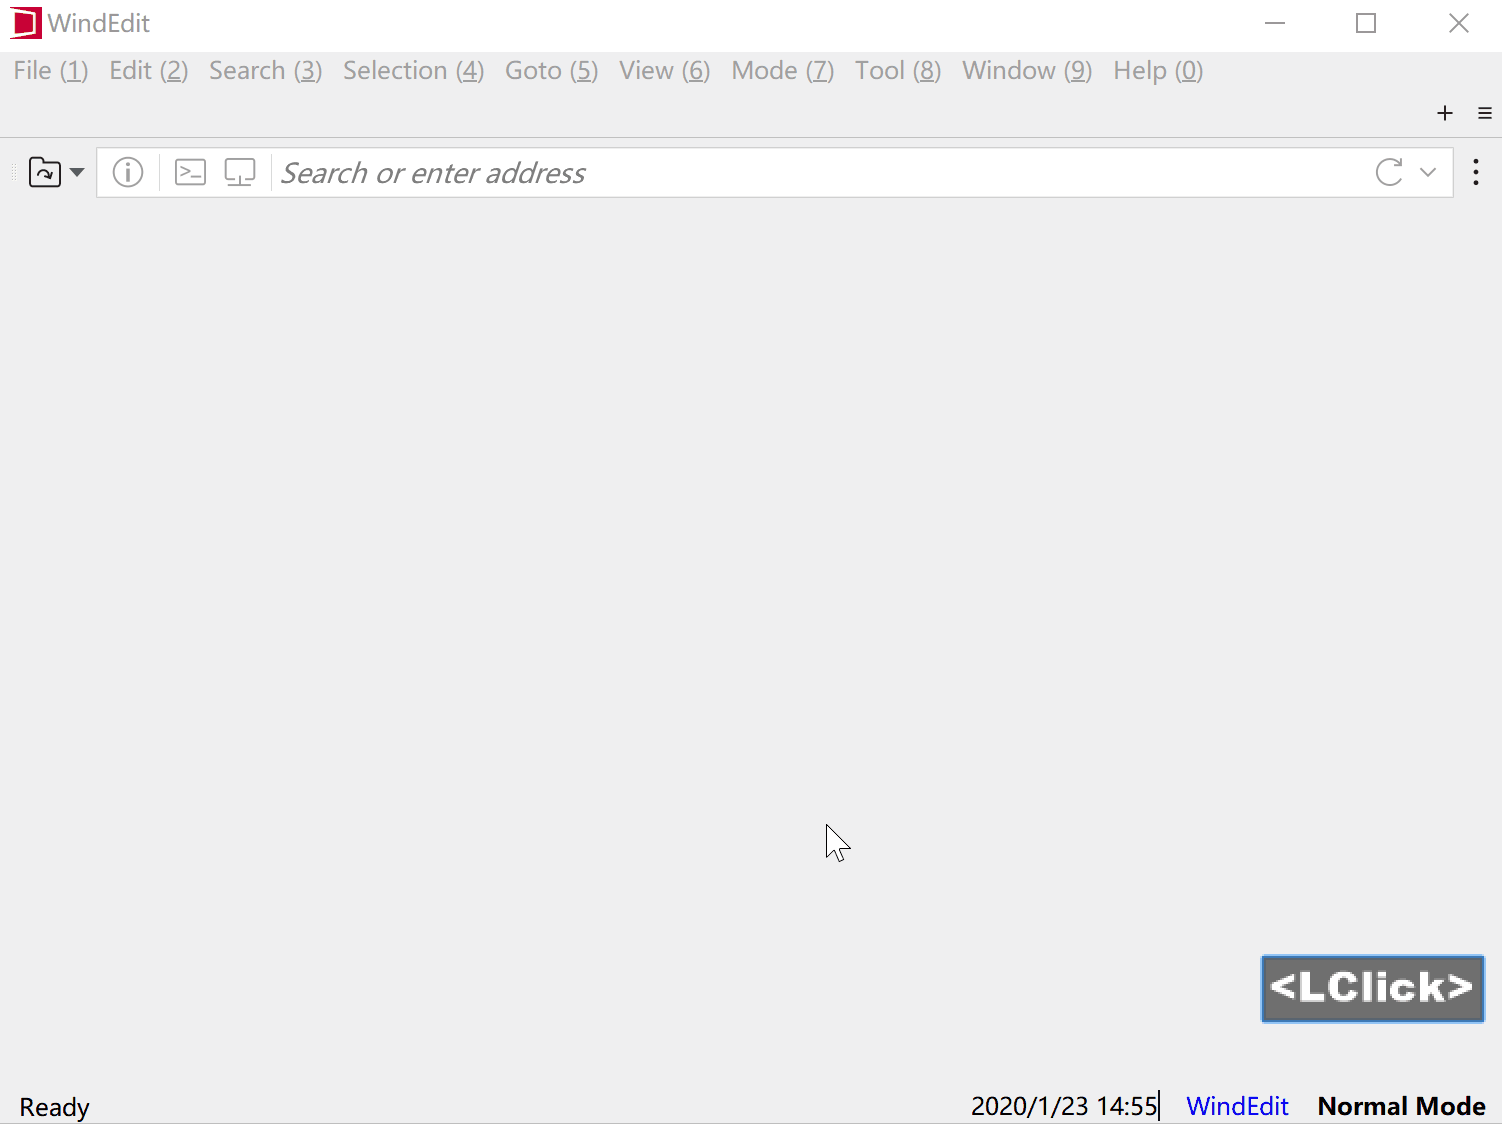 WindEdit
File (1) Edit (2) Search (3) Selection (4) Goto (5) View (6) Mode (7) Tool (8) Window (9) Help (0)
Search or enter address
<LClick>
Ready 2020/1/23 14:55 WindEdit Normal Mode